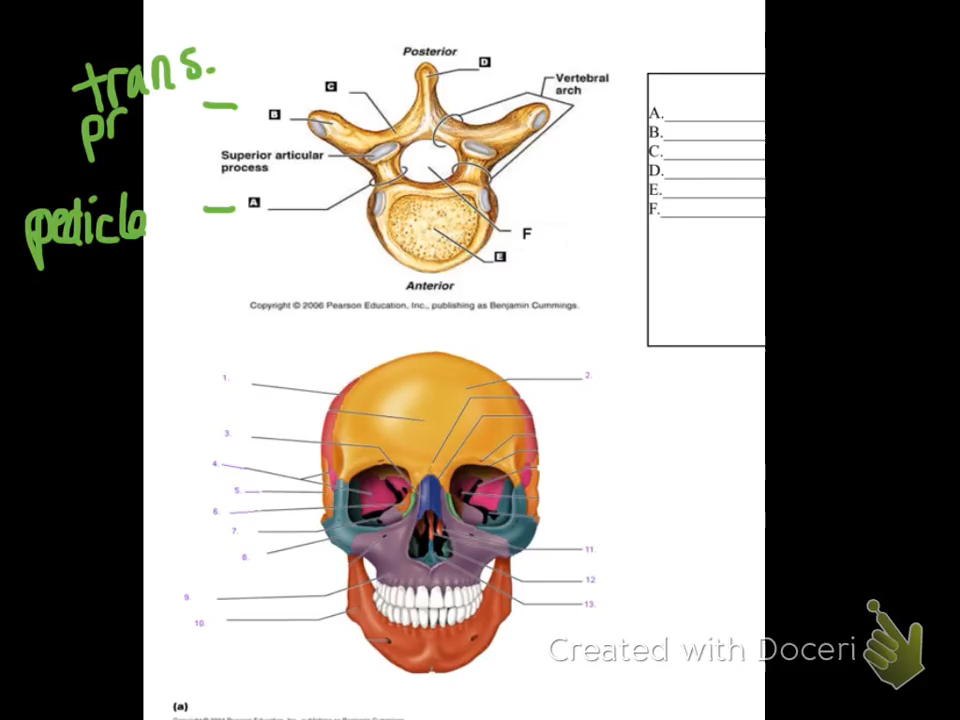 trans.
pr
pedicle
Posterior
D
C
B
Vertebral
arch
Superior articular
process
A
F
E
Anterior
Copyright © 2006 Pearson Education, Inc., publishing as Benjamin Cummings.
A.
B.
C.
D.
E.
F.
1.
2.
3.
4.
5.
6.
7.
8.
9.
10.
11.
12
13.
(a)
Created with Doceri